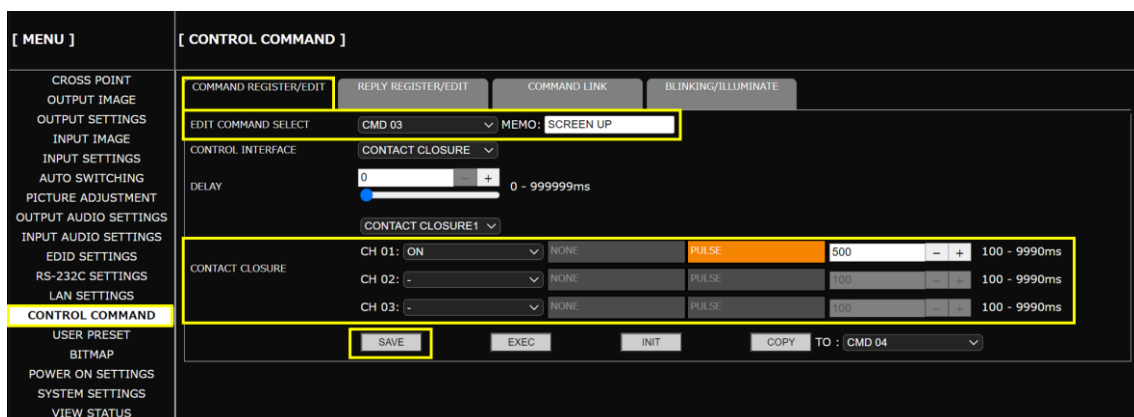 [ MENU ]
[ CONTROL COMMAND ]
CROSS POINT
OUTPUT IMAGE
OUTPUT SETTINGS
INPUT IMAGE
INPUT SETTINGS
AUTO SWITCHING
PICTURE ADJUSTMENT
OUTPUT AUDIO SETTINGS
INPUT AUDIO SETTINGS
EDID SETTINGS
RS-232C SETTINGS
LAN SETTINGS
CONTROL COMMAND
USER PRESET
BITMAP
POWER ON SETTINGS
SYSTEM SETTINGS
VIEW STATUS
COMMAND REGISTER/EDIT REPLY REGISTER/EDIT COMMAND LINK BLINKING/ILLUMINATE
EDIT COMMAND SELECT CMD 03 MEMO: SCREEN UP
CONTROL INTERFACE CONTACT CLOSURE
DELAY 0 - + 0 - 999999ms
CONTACT CLOSURE1
CONTACT CLOSURE
CH 01: ON NONE PULSE 500 - + 100 - 9990ms
CH 02: - NONE PULSE 100 - + 100 - 9990ms
CH 03: - NONE PULSE 100 - + 100 - 9990ms
SAVE EXEC INIT COPY TO : CMD 04